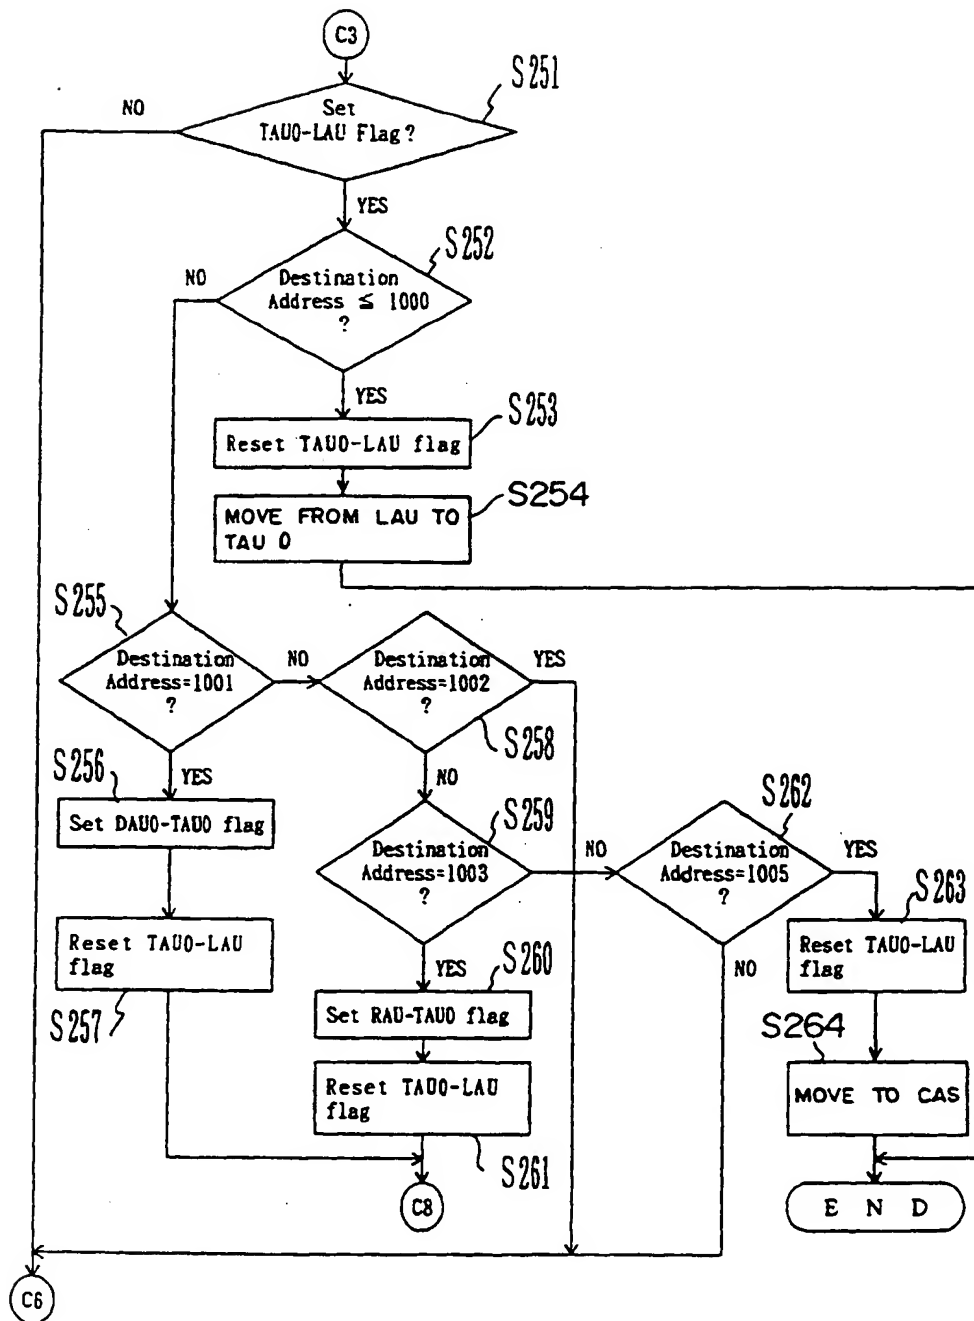 C3
S251
NO
Set
TAU0-LAU Flag?
YES
S252
NO
Destination
Address ≦ 1000
?
YES
S253
Reset TAU0-LAU flag
S254
MOVE FROM LAU TO
TAU 0
S255
Destination
Address=1001
?
NO
Destination
Address=1002
?
YES
S258
S256
YES
NO
Set DAU0-TAU0 flag
S259
Destination
Address=1003
?
NO
S262
Destination
Address=1005
?
YES
S263
Reset TAU0-LAU
flag
S257
YES
S260
Set RAU-TAU0 flag
NO
Reset TAU0-LAU
flag
S264
Reset TAU0-LAU
flag
S261
MOVE TO CAS
C8
E N D
C6